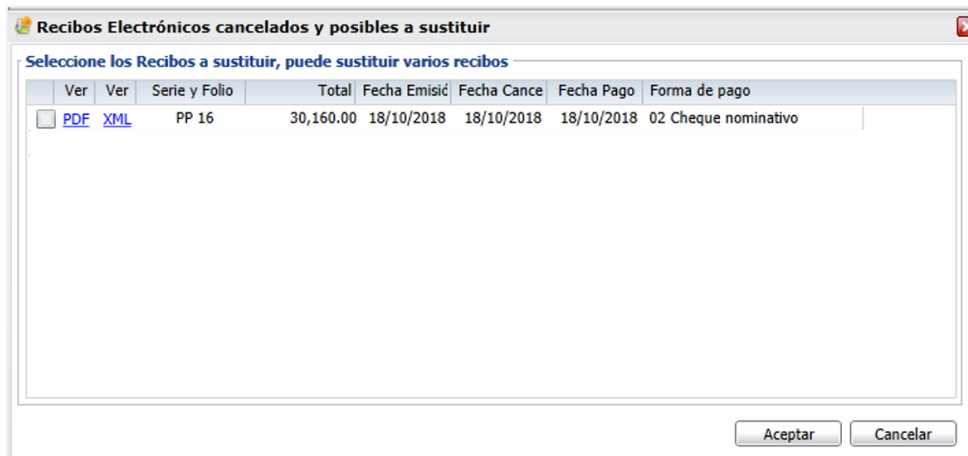 Recibos Electrónicos cancelados y posibles a sustituir
Seleccione los Recibos a sustituir, puede sustituir varios recibos
Ver Ver Serie y Folio Total Fecha Emisió Fecha Cance Fecha Pago Forma de pago
PDF XML PP 16 30,160.00 18/10/2018 18/10/2018 18/10/2018 02 Cheque nominativo
Aceptar Cancelar